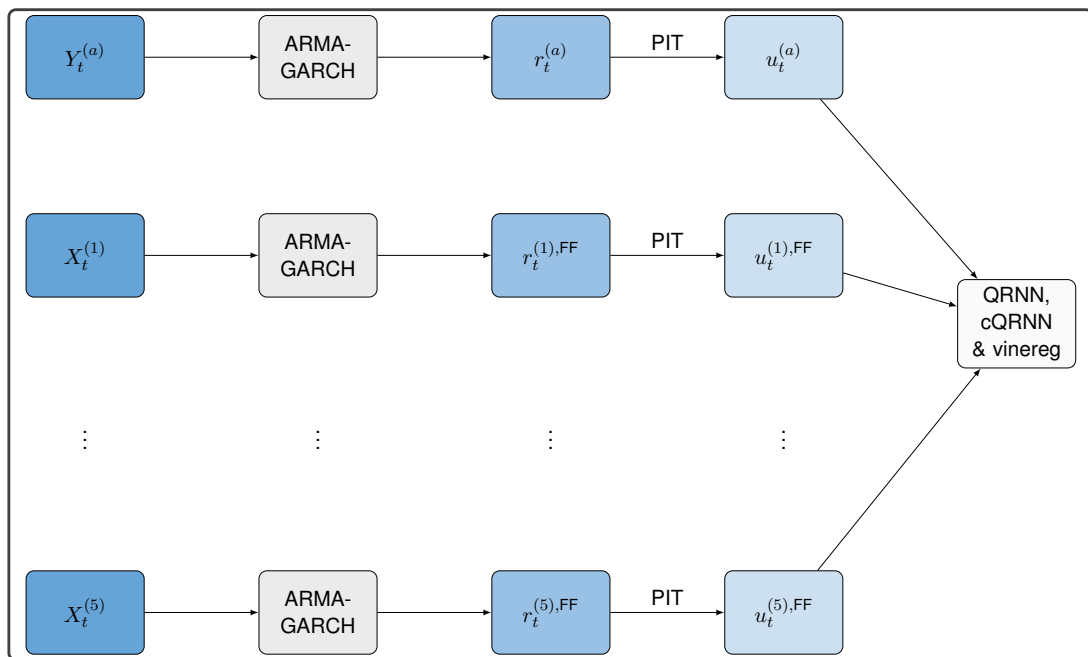 Y_t^{(a)}
ARMA-
GARCH
r_t^{(a)}
PIT
u_t^{(a)}
X_t^{(1)}
ARMA-
GARCH
r_t^{(1),FF}
PIT
u_t^{(1),FF}
QRNN,
cQRNN
& vinereg
⋮ ⋮ ⋮ ⋮
X_t^{(5)}
ARMA-
GARCH
r_t^{(5),FF}
PIT
u_t^{(5),FF}